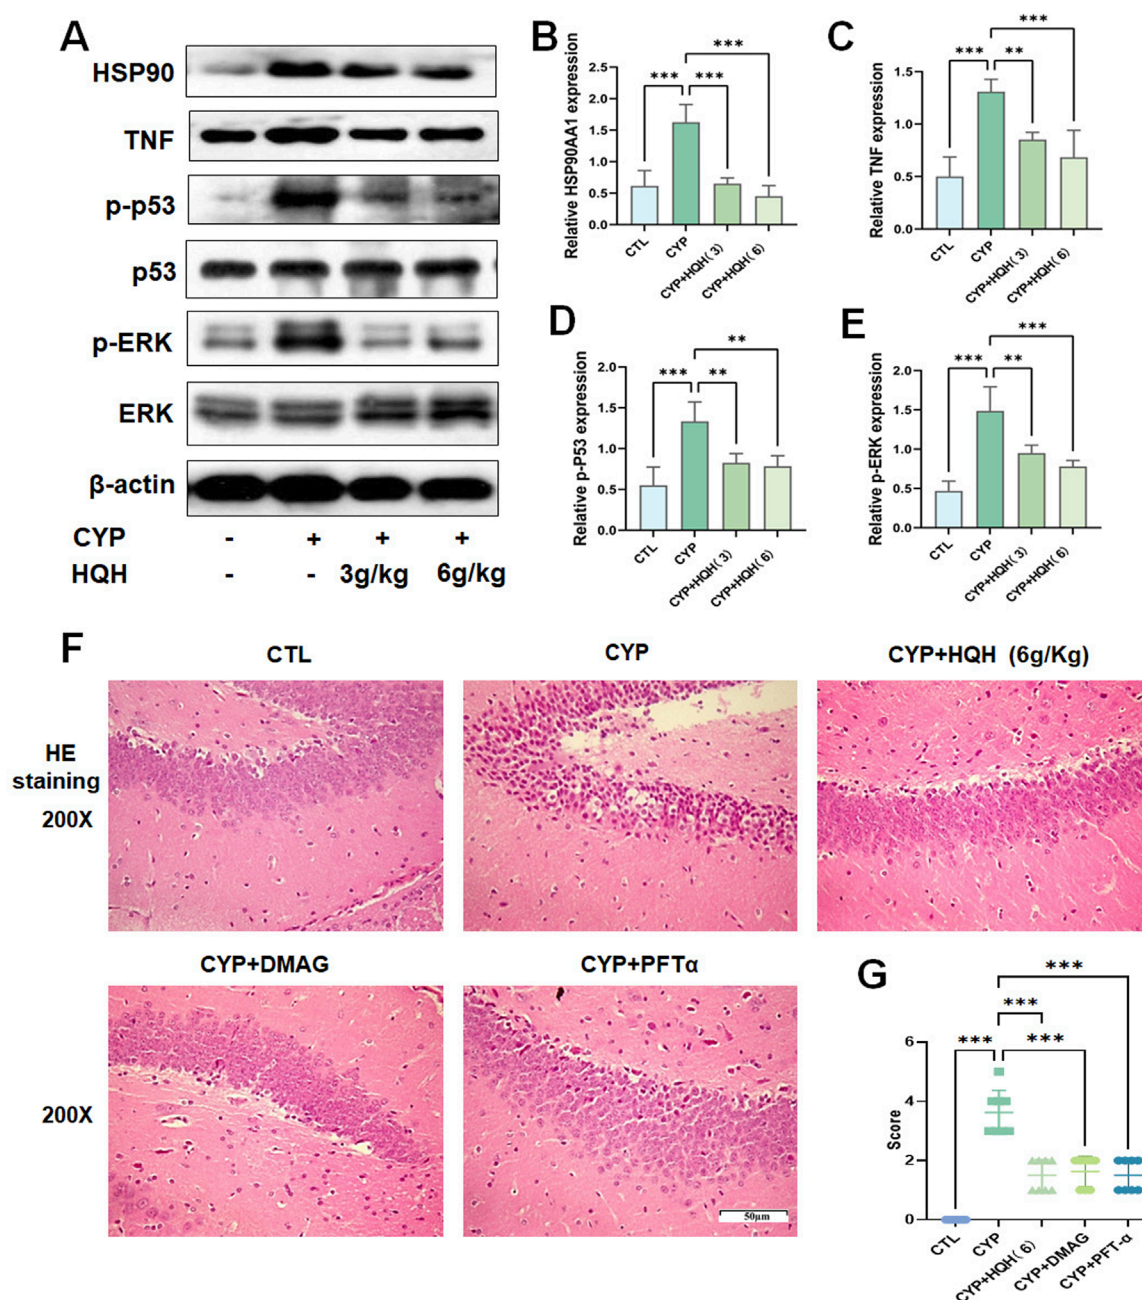 A
HSP90
TNF
p-p53
p53
p-ERK
ERK
β-actin
CYP - + + +
HQH - - 3g/kg 6g/kg
B
Relative HSP90AA1 expression
2.5
2.0
1.5
1.0
0.5
0.0
*** ***
***
CTL
CYP
CYP+HQH(3)
CYP+HQH(6)
C
Relative TNF expression
1.5
1.0
0.5
0.0
*** **
***
CTL
CYP
CYP+HQH(3)
CYP+HQH(6)
D
Relative p-P53 expression
2.0
1.5
1.0
0.5
0.0
*** **
**
CTL
CYP
CYP+HQH(3)
CYP+HQH(6)
E
Relative p-ERK expression
2.0
1.5
1.0
0.5
0.0
*** **
***
CTL
CYP
CYP+HQH(3)
CYP+HQH(6)
F
CTL
CYP
CYP+HQH (6g/Kg)
HE
staining
200X
CYP+DMAG
CYP+PFTα
200X
50μm
G
Score
6
4
2
0
***
***
*** ***
CTL
CYP
CYP+HQH(6)
CYP+DMAG
CYP+PFT-α